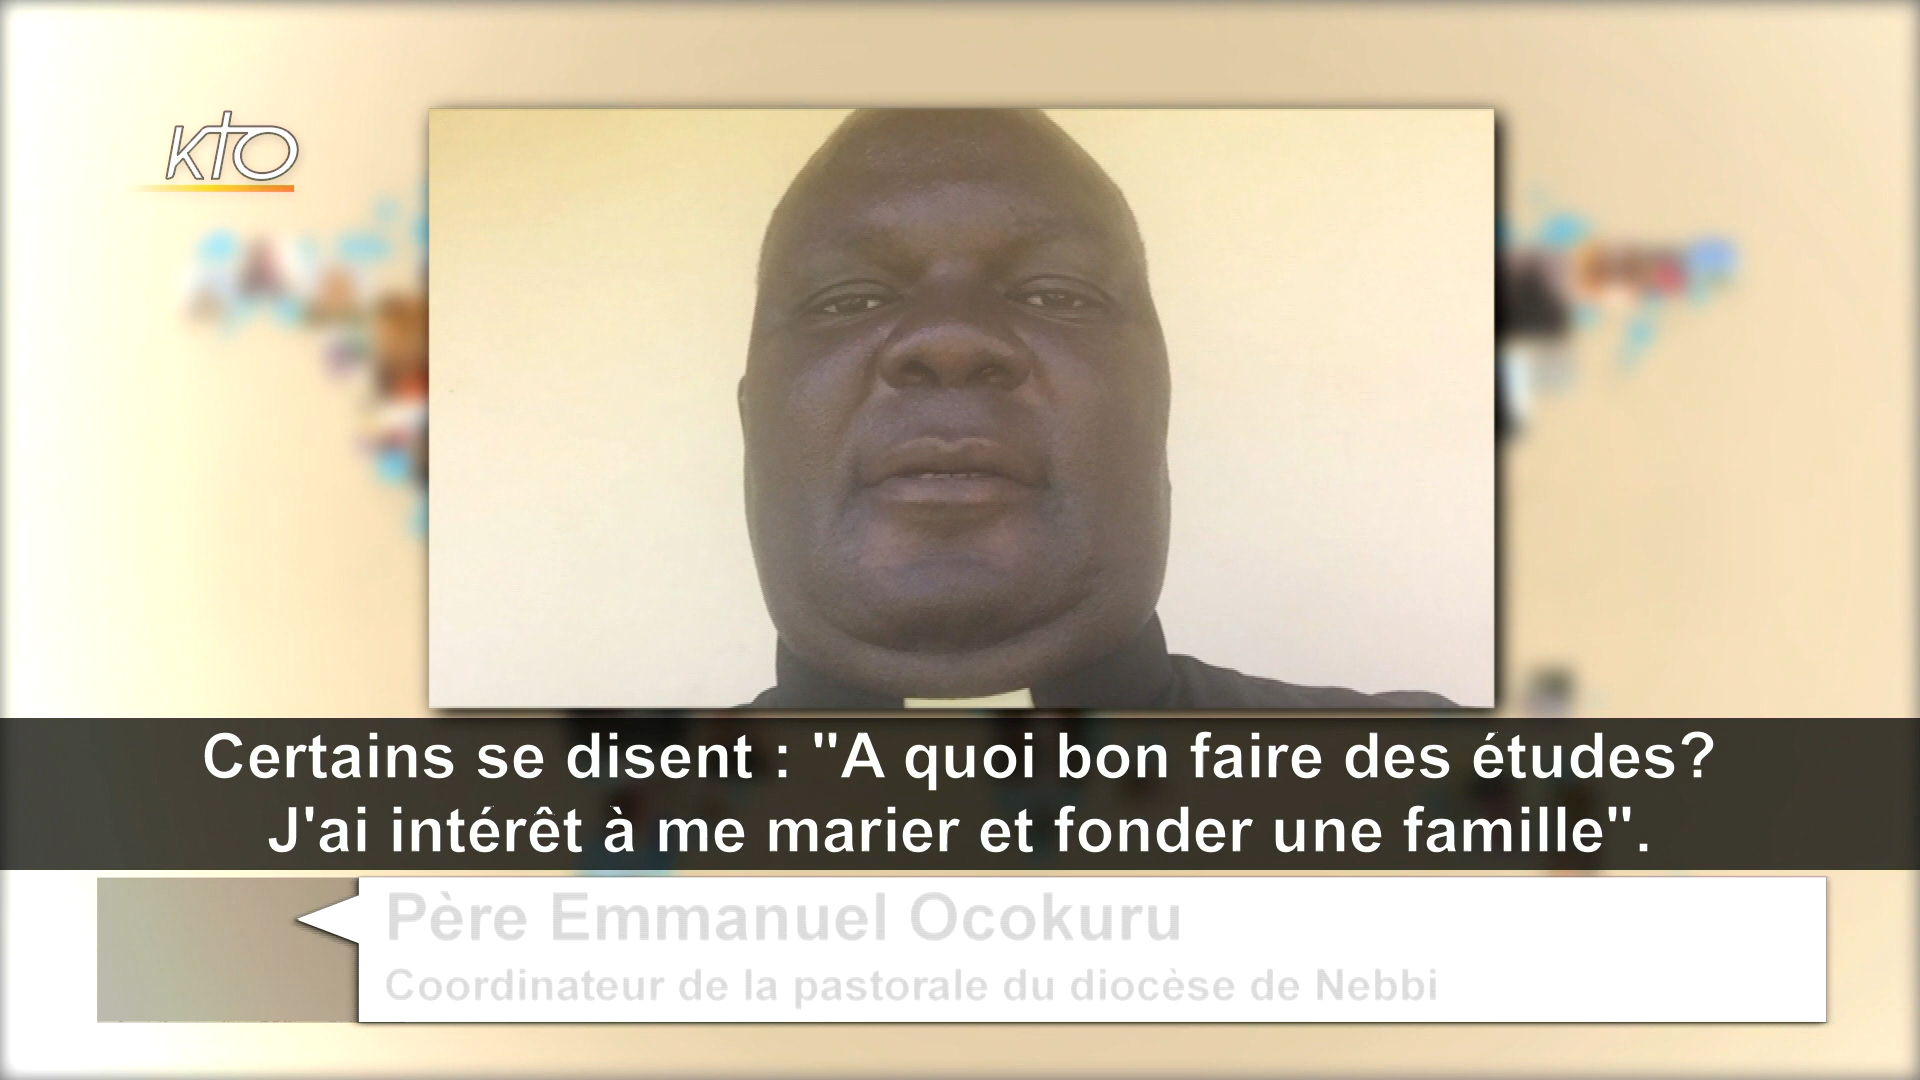 KTO
Certains se disent : "A quoi bon faire des études?
J'ai intérêt à me marier et fonder une famille".
Père Emmanuel Ocokuru
Coordinateur de la pastorale du diocèse de Nebbi